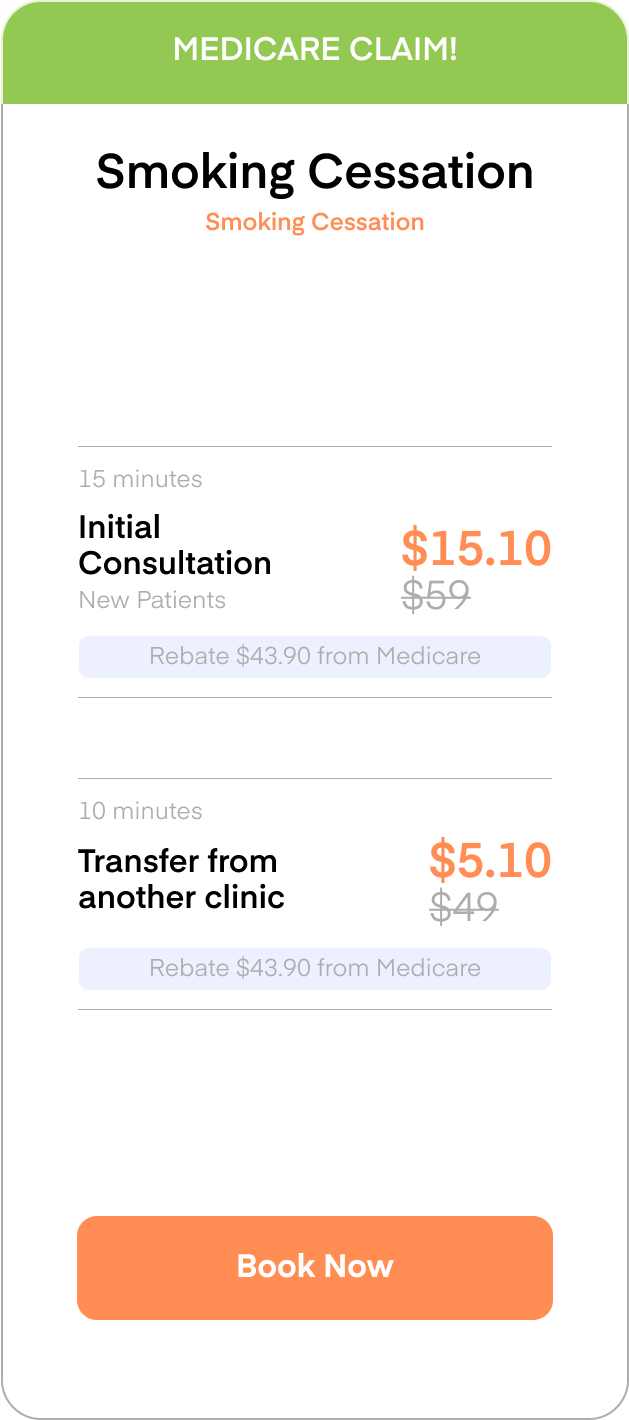 MEDICARE CLAIM!
Smoking Cessation
Smoking Cessation
15 minutes
Initial
Consultation
New Patients
$15.10
$59
Rebate $43.90 from Medicare
10 minutes
Transfer from
another clinic
$5.10
$49
Rebate $43.90 from Medicare
Book Now